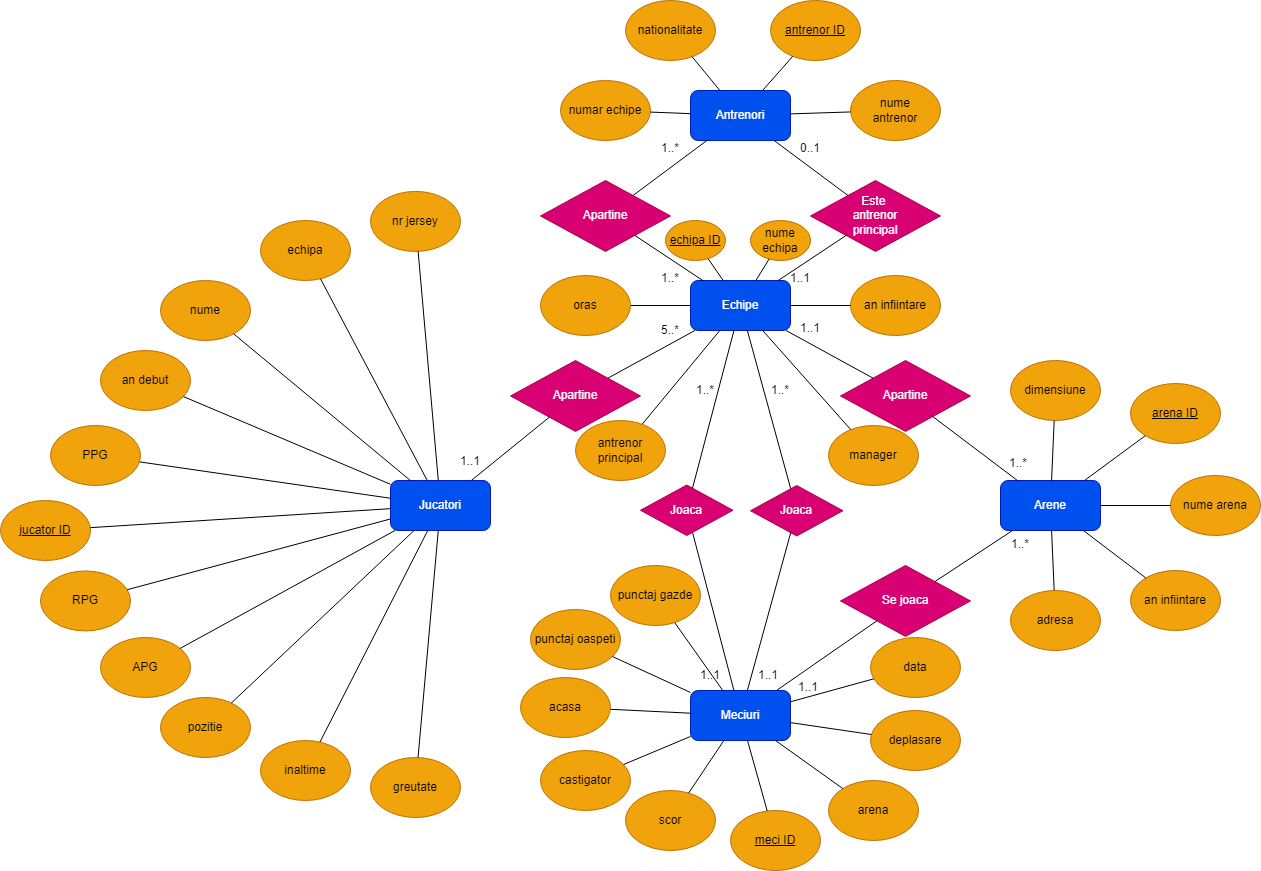 nationalitate
antrenor ID
numar echipe
Antrenori
nume
antrenor
1..*
0..1
Apartine
Este
antrenor
principal
nr jersey
echipa
echipa ID
nume
echipa
1..*
1..1
nume
oras
Echipe
an infiintare
5..*
1..1
an debut
Apartine
1..*
1..*
Apartine
dimensiune
arena ID
PPG
antrenor
principal
manager
1..1
1..*
Jucatori
Joaca
Joaca
Arene
nume arena
jucator ID
1..*
RPG
punctaj gazde
Se joaca
an infiintare
adresa
punctaj oaspeti
APG
data
1..1
1..1
1..1
acasa
Meciuri
pozitie
deplasare
inaltime
castigator
greutate
scor
arena
meci ID